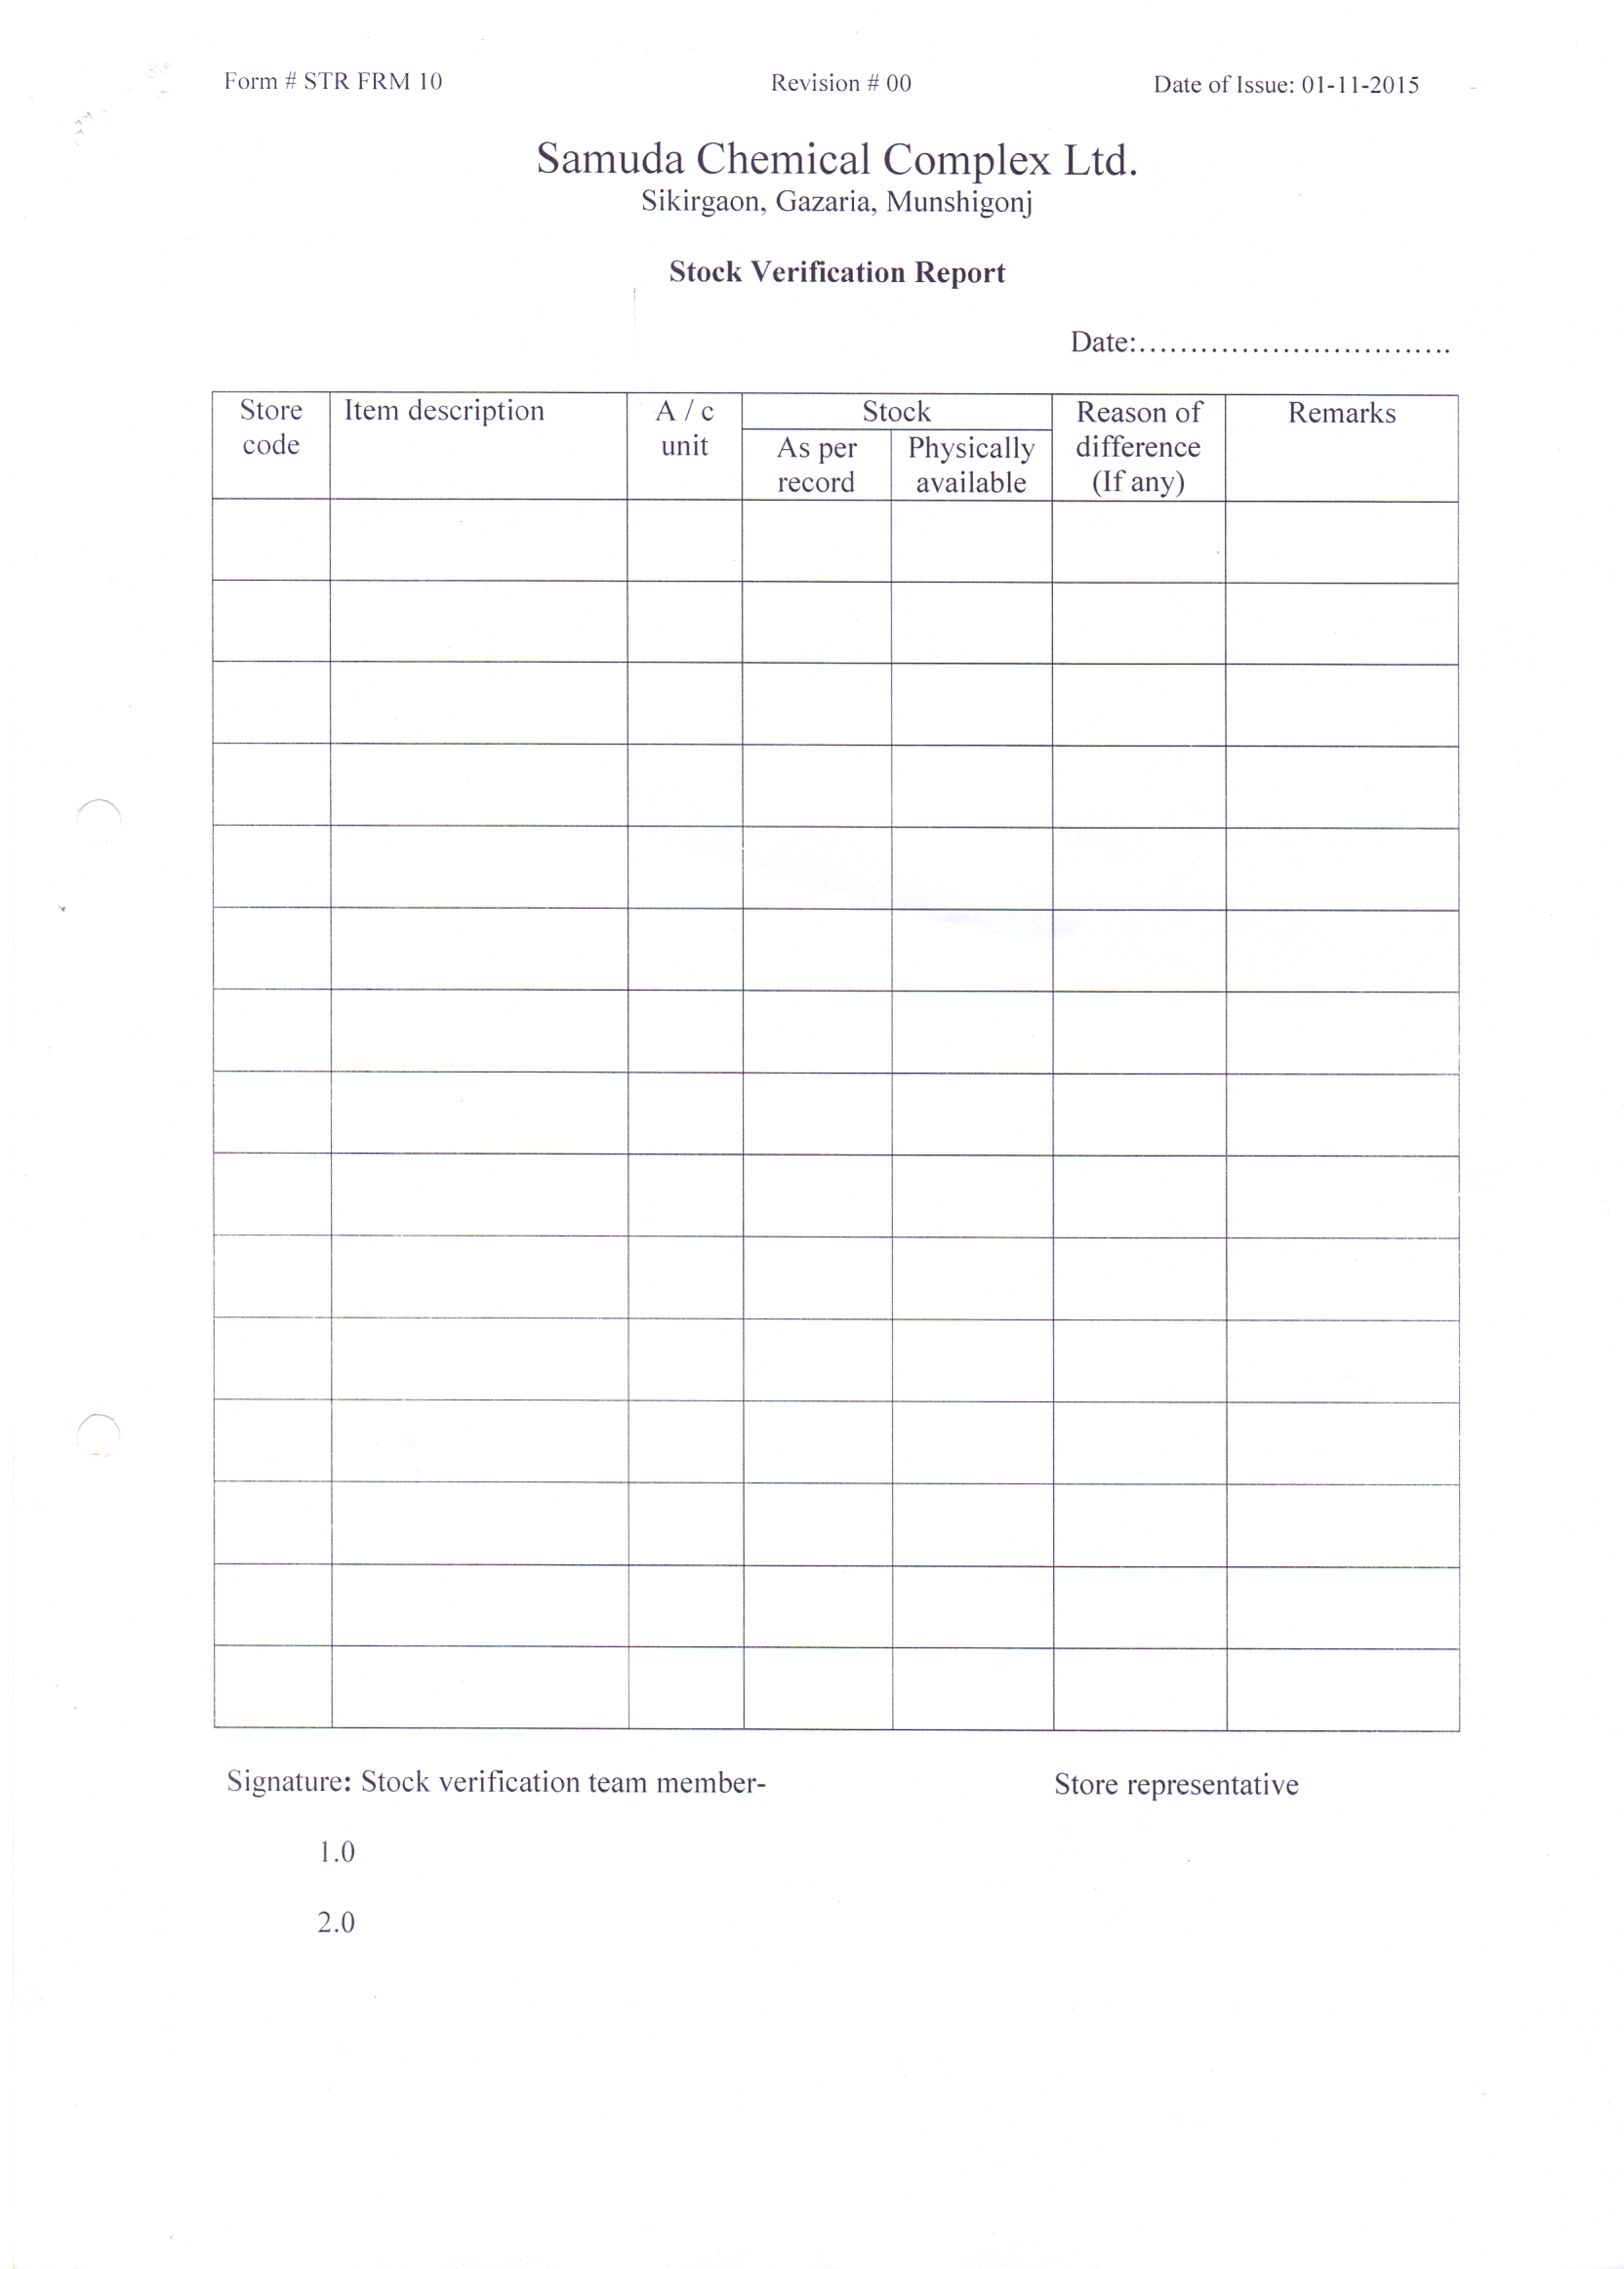 Form # STR FRM 10 Revision # 00 Date of Issue: 01-11-2015
Samuda Chemical Complex Ltd.
Sikirgaon, Gazaria, Munshigonj
Stock Verification Report
Date:...............................
Store code
Item description
A / c unit
Stock
As per record
Physically available
Reason of difference (If any)
Remarks
Signature: Stock verification team member- Store representative
1.0
2.0